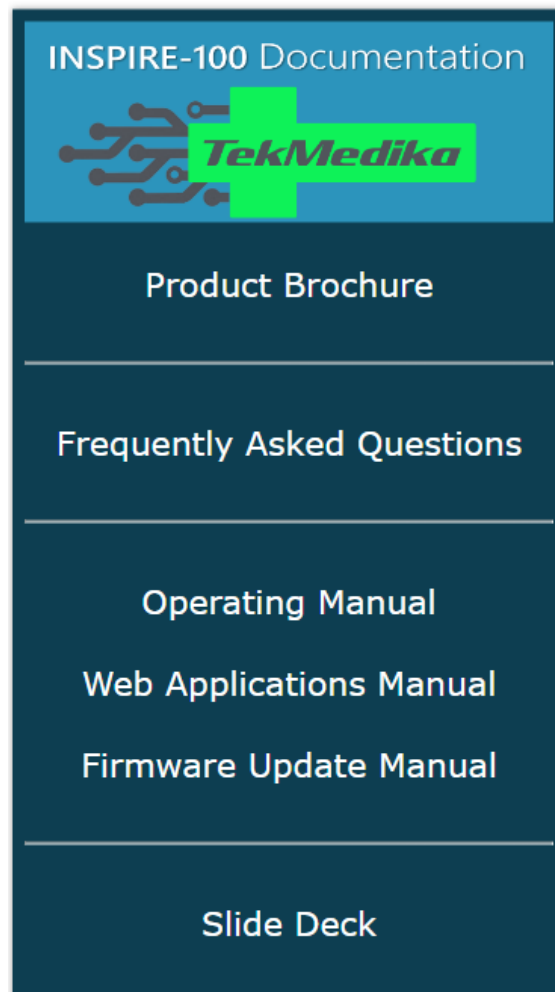 INSPIRE-100 Documentation
TekMedika
Product Brochure
Frequently Asked Questions
Operating Manual
Web Applications Manual
Firmware Update Manual
Slide Deck